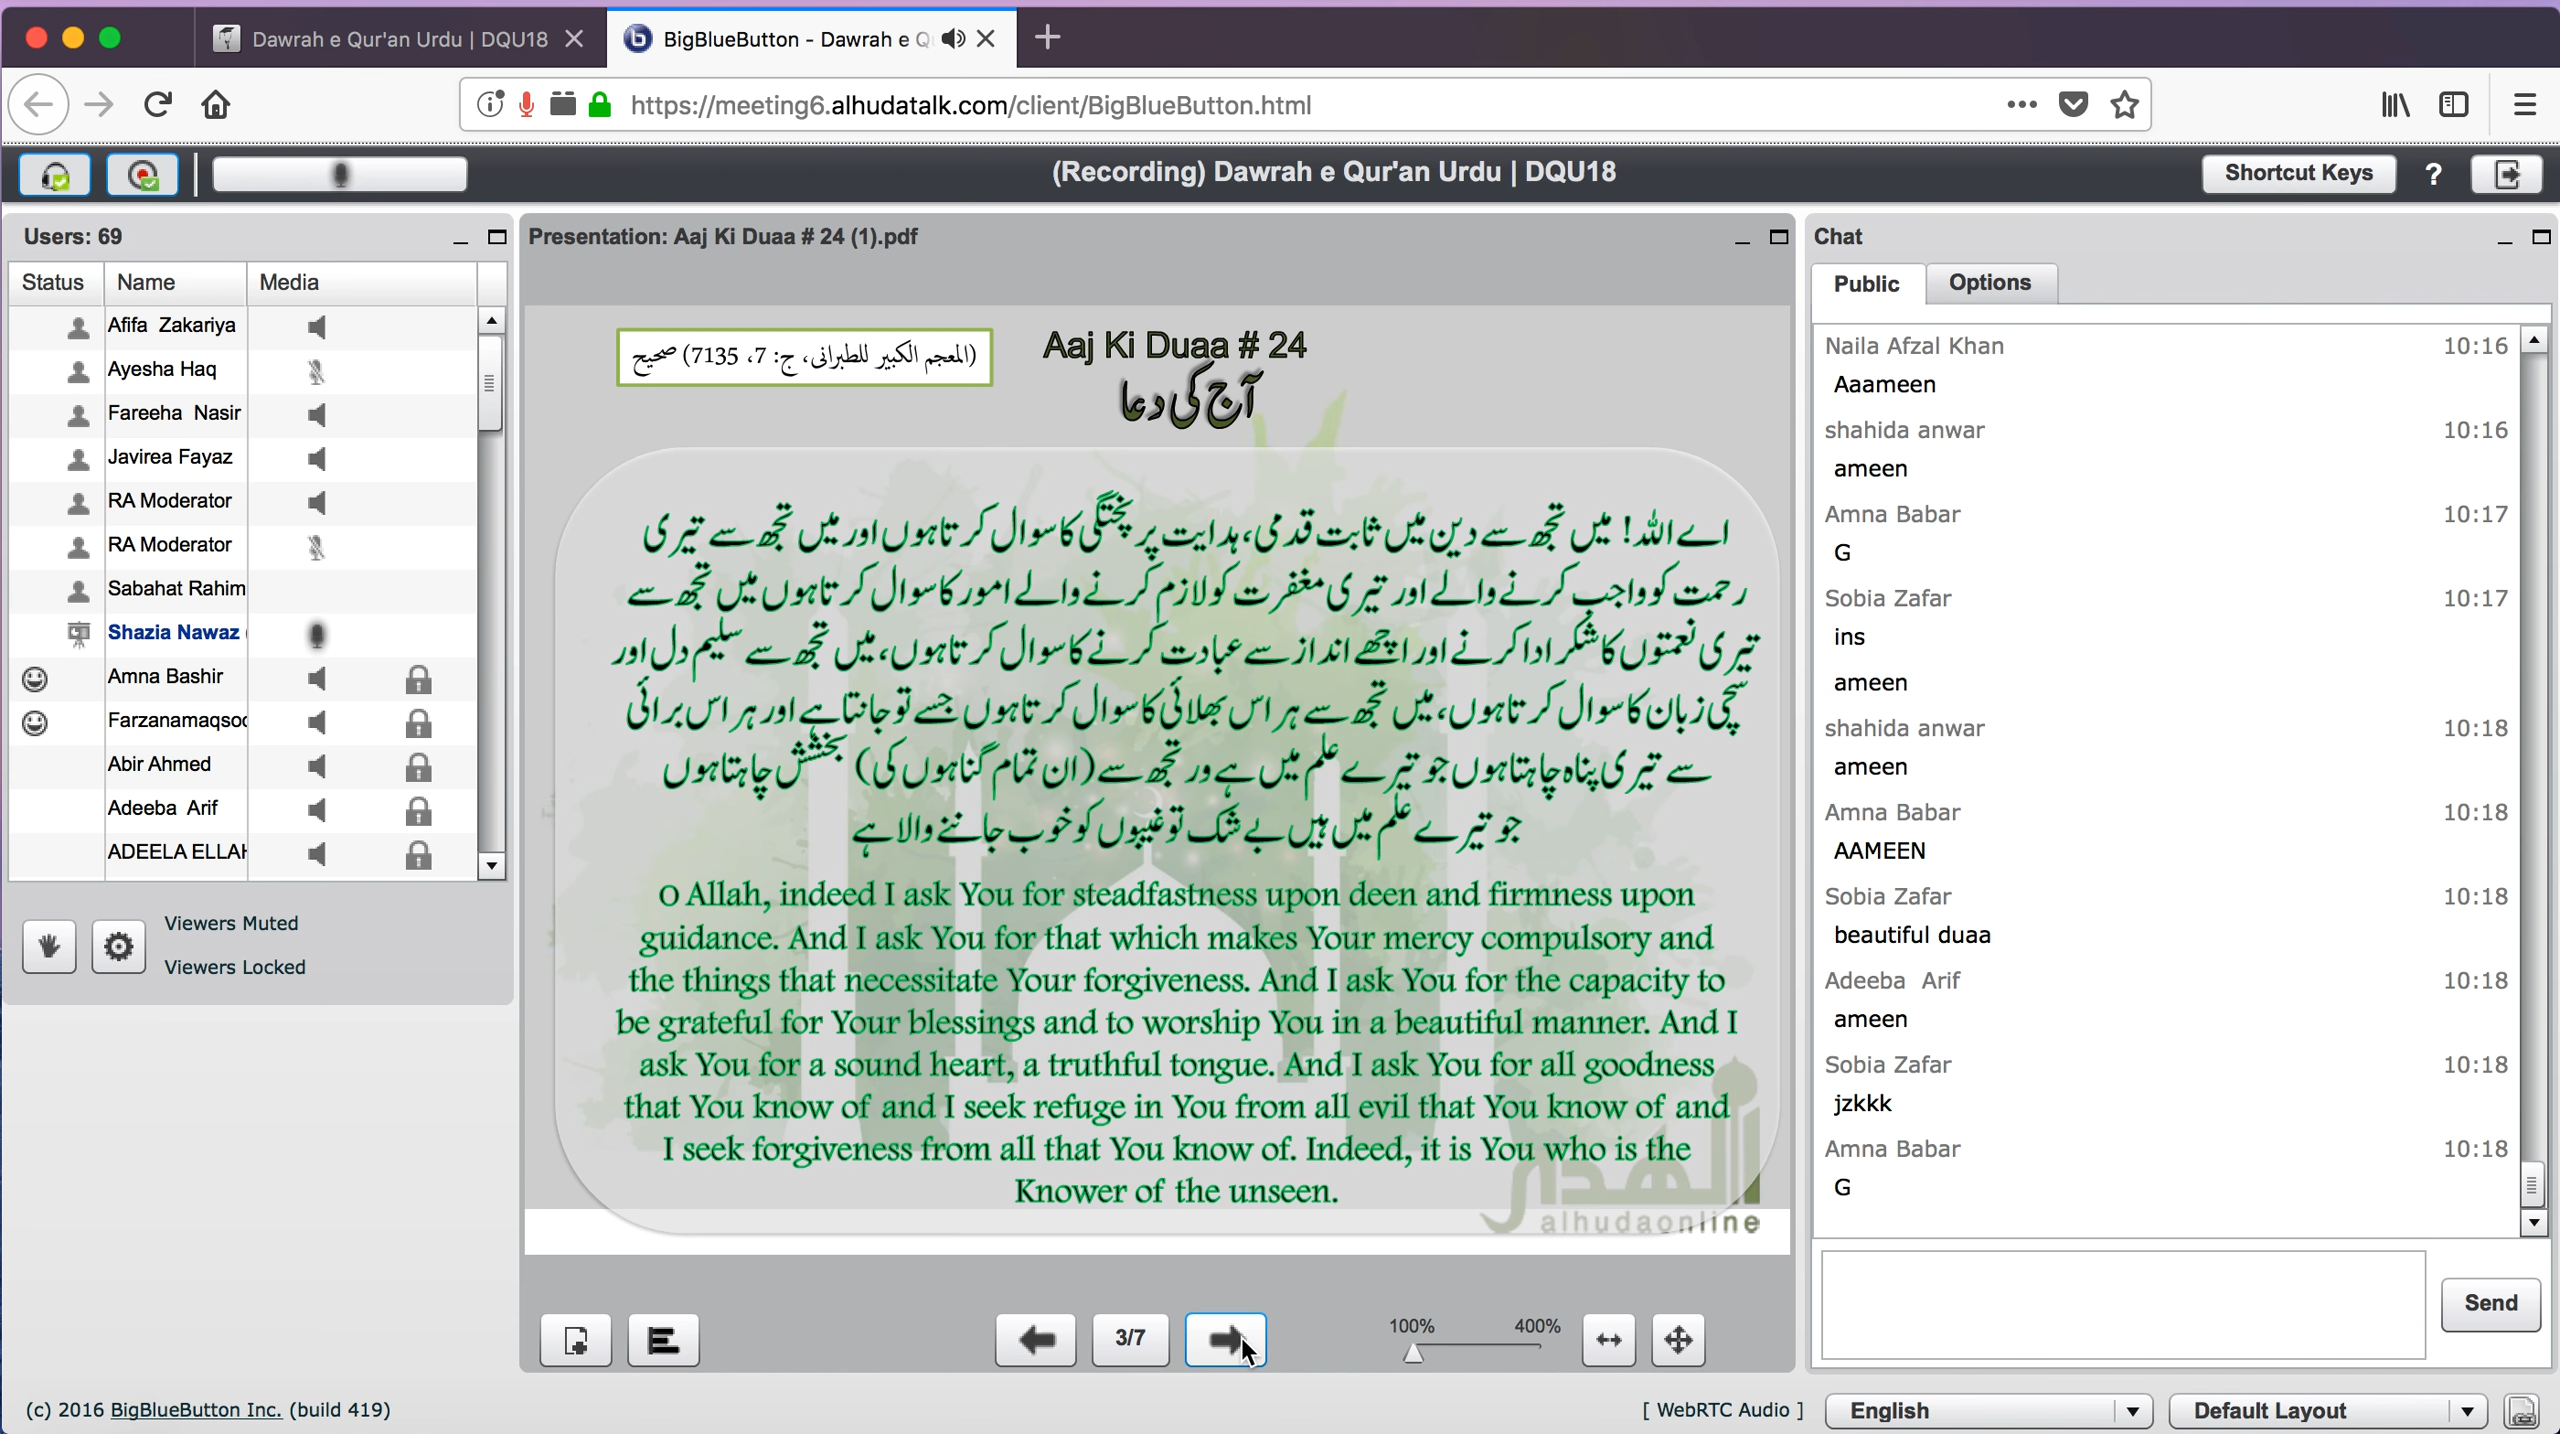 Dawrah e Qur'an Urdu | DQU18
BigBlueButton - Dawrah e Q
https://meeting6.alhudatalk.com/client/BigBlueButton.html
(Recording) Dawrah e Qur'an Urdu | DQU18
Shortcut Keys
?
Users: 69
Status Name Media
Afifa Zakariya
Ayesha Haq
Fareeha Nasir
Javirea Fayaz
RA Moderator
RA Moderator
Sabahat Rahim
Shazia Nawaz
Amna Bashir
Farzanamaqsoo
Abir Ahmed
Adeeba Arif
ADEELA ELLAH
Viewers Muted
Viewers Locked
Presentation: Aaj Ki Duaa # 24 (1).pdf
(المعجم الكبير للطبرانی، ج: 7، 7135) صحیح
Aaj Ki Duaa # 24
آج کی دعا
اے اللہ! میں تجھ سے دین میں ثابت قدمی، ہدایت پر پختگی کا سوال کرتا ہوں اور میں تجھ سے تیری
رحمت کو واجب کرنے والے اور تیری مغفرت کو لازم کرنے والے امور کا سوال کرتا ہوں میں تجھ سے
تیری نعمتوں کا شکر ادا کرنے اور اچھے انداز سے عبادت کرنے کا سوال کرتا ہوں، میں تجھ سے سلیم دل اور
سچی زبان کا سوال کرتا ہوں، میں تجھ سے ہر اس بھلائی کا سوال کرتا ہوں جسے تو جانتا ہے اور ہر اس برائی
سے تیری پناہ چاہتا ہوں جو تیرے علم میں ہے ور تجھ سے (ان تمام گناہوں کی) بخشش چاہتا ہوں
جو تیرے علم میں ہیں بے شک تو غیبوں کو خوب جاننے والا ہے
O Allah, indeed I ask You for steadfastness upon deen and firmness upon
guidance. And I ask You for that which makes Your mercy compulsory and
the things that necessitate Your forgiveness. And I ask You for the capacity to
be grateful for Your blessings and to worship You in a beautiful manner. And I
ask You for a sound heart, a truthful tongue. And I ask You for all goodness
that You know of and I seek refuge in You from all evil that You know of and
I seek forgiveness from all that You know of. Indeed, it is You who is the
Knower of the unseen.
الهدى
alhudaonline
3/7
100% 400%
Chat
Public Options
Naila Afzal Khan 10:16
Aaameen
shahida anwar 10:16
ameen
Amna Babar 10:17
G
Sobia Zafar 10:17
ins
ameen
shahida anwar 10:18
ameen
Amna Babar 10:18
AAMEEN
Sobia Zafar 10:18
beautiful duaa
Adeeba Arif 10:18
ameen
Sobia Zafar 10:18
jzkkk
Amna Babar 10:18
G
Send
(c) 2016 BigBlueButton Inc. (build 419)
[ WebRTC Audio ]
English
Default Layout